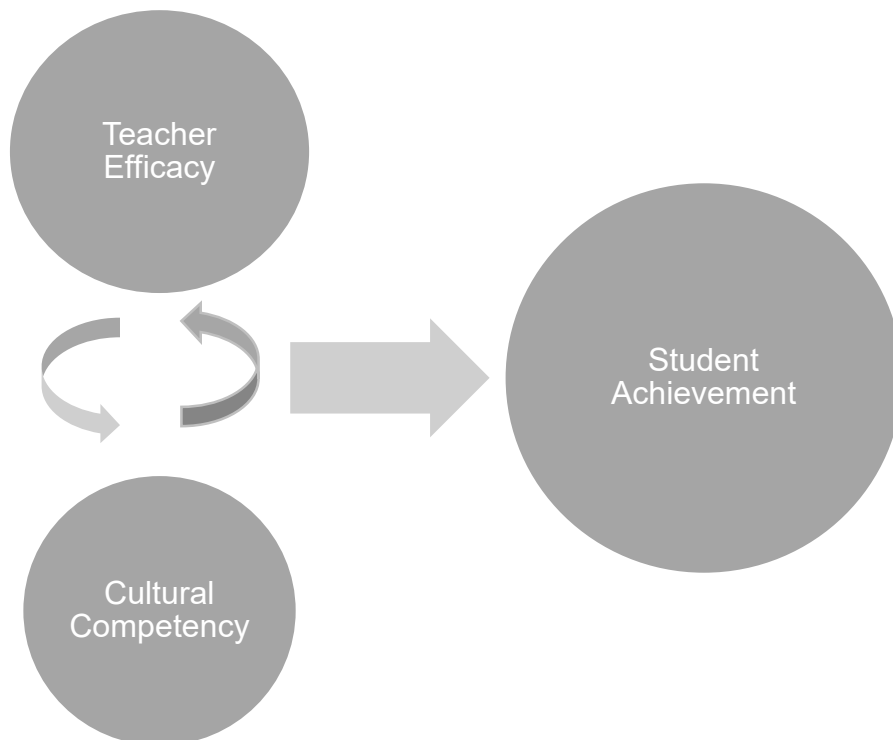 Teacher
Efficacy
Student
Achievement
Cultural
Competency